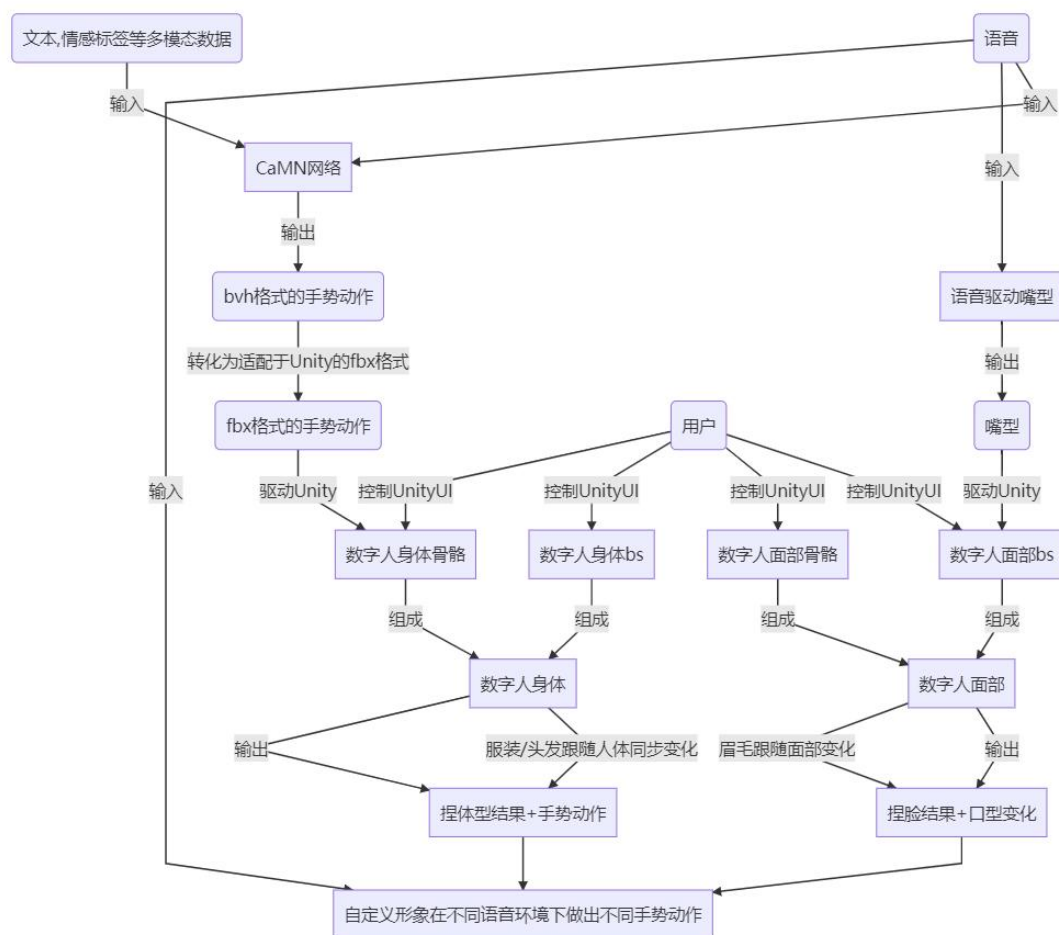 文本,情感标签等多模态数据
语音
输入
输入
CaMN网络
输入
输出
bvh格式的手势动作
语音驱动嘴型
转化为适配于Unity的fbx格式
输出
fbx格式的手势动作
用户
嘴型
输入
驱动Unity
控制UnityUI
控制UnityUI
控制UnityUI
控制UnityUI
驱动Unity
数字人身体骨骼
数字人身体bs
数字人面部骨骼
数字人面部bs
组成
组成
组成
组成
数字人身体
数字人面部
输出
服装/头发跟随人体同步变化
眉毛跟随面部变化
输出
捏体型结果+手势动作
捏脸结果+口型变化
自定义形象在不同语音环境下做出不同手势动作